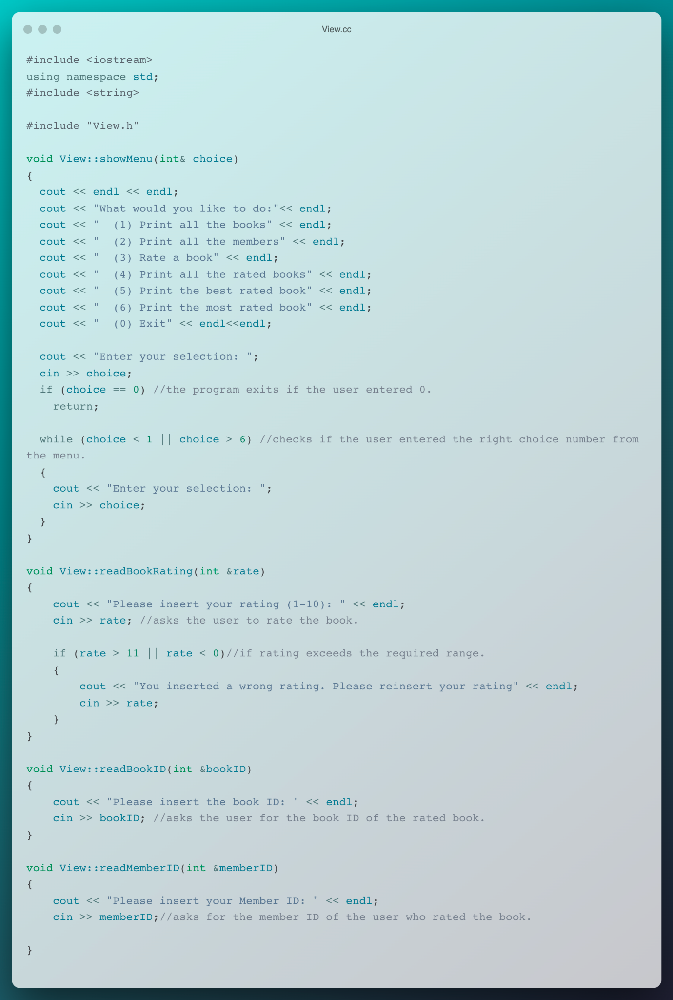 View.cc
#include <iostream>
using namespace std;
#include <string>
#include "View.h"
void View::showMenu(int& choice)
{
  cout << endl << endl;
  cout << "What would you like to do:"<< endl;
  cout << "  (1) Print all the books" << endl;
  cout << "  (2) Print all the members" << endl;
  cout << "  (3) Rate a book" << endl;
  cout << "  (4) Print all the rated books" << endl;
  cout << "  (5) Print the best rated book" << endl;
  cout << "  (6) Print the most rated book" << endl;
  cout << "  (0) Exit" << endl<<endl;
  cout << "Enter your selection: ";
  cin >> choice;
  if (choice == 0) //the program exits if the user entered 0.
    return;
  while (choice < 1 || choice > 6) //checks if the user entered the right choice number from
the menu.
  {
    cout << "Enter your selection: ";
    cin >> choice;
  }
}
void View::readBookRating(int &rate)
{
    cout << "Please insert your rating (1-10): " << endl;
    cin >> rate; //asks the user to rate the book.
    if (rate > 11 || rate < 0)//if rating exceeds the required range.
    {
        cout << "You inserted a wrong rating. Please reinsert your rating" << endl;
        cin >> rate;
    }
}
void View::readBookID(int &bookID)
{
    cout << "Please insert the book ID: " << endl;
    cin >> bookID; //asks the user for the book ID of the rated book.
}
void View::readMemberID(int &memberID)
{
    cout << "Please insert your Member ID: " << endl;
    cin >> memberID;//asks for the member ID of the user who rated the book.
}